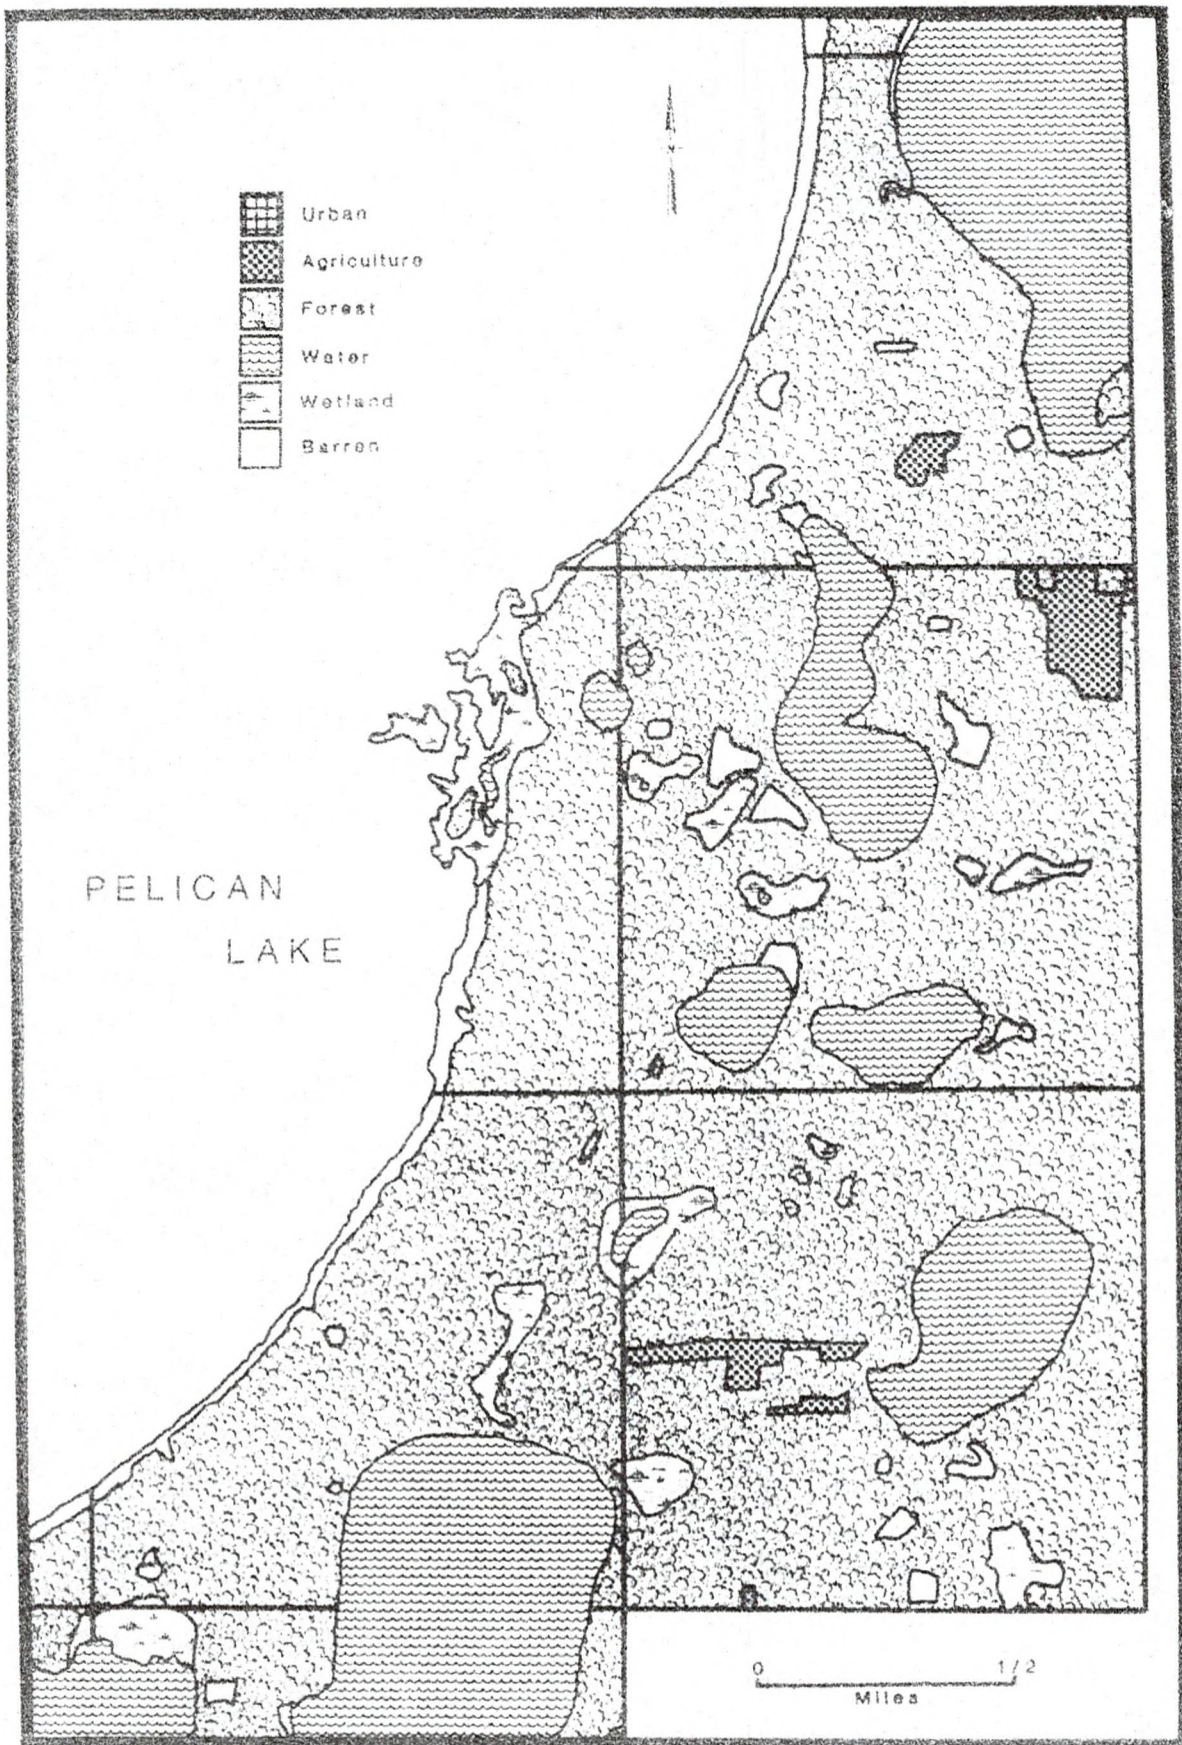 Urban
Agriculture
Forest
Water
Wetland
Barren
PELICAN
LAKE
0 1/2
Miles